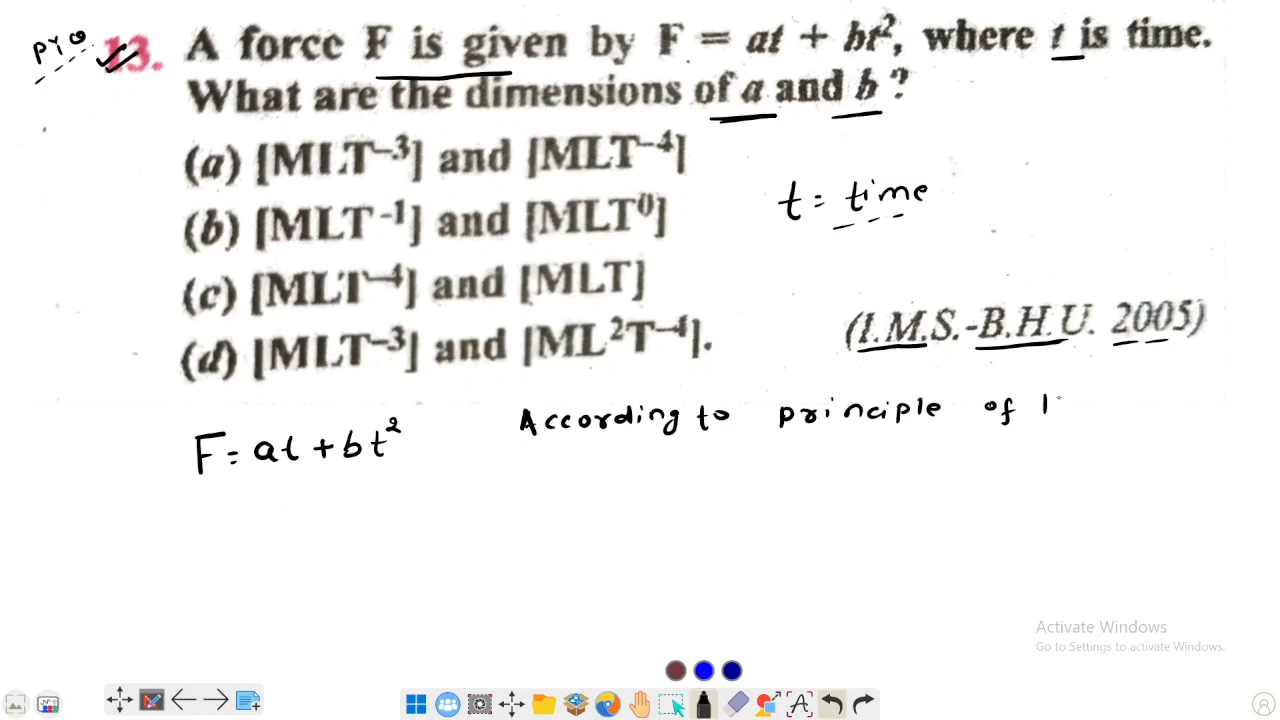 PYQ 13. A force F is given by F = at + bt², where t is time.
What are the dimensions of a and b ?
(a) [MLT⁻³] and [MLT⁻⁴]
(b) [MLT⁻¹] and [MLT⁰]
(c) [MLT⁻⁴] and [MLT]
(d) [MLT⁻³] and [ML²T⁻⁴].
t = time
(I.M.S.-B.H.U. 2005)
According to principle of
F = at + bt²
Activate Windows
Go to Settings to activate Windows.